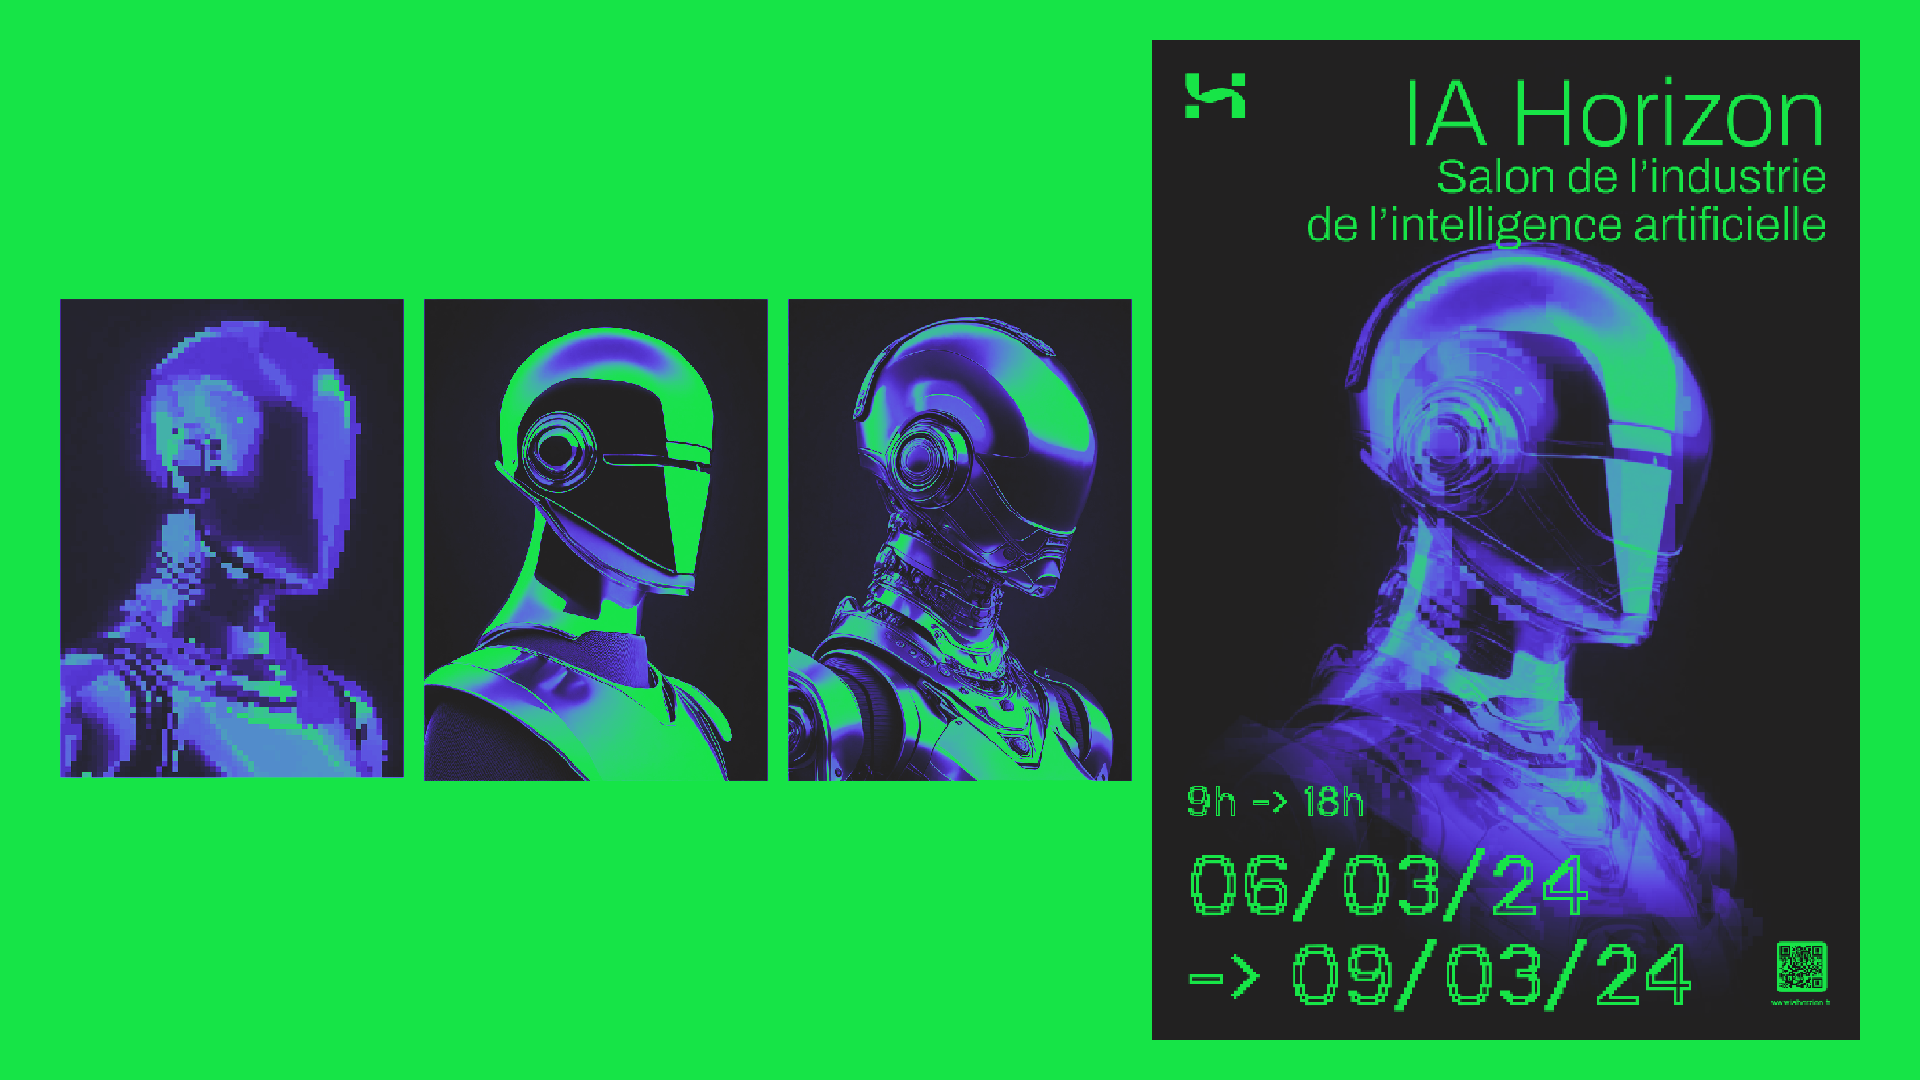 IA Horizon
Salon de l’industrie
de l’intelligence artificielle
9h -> 18h
06/03/24
-> 09/03/24